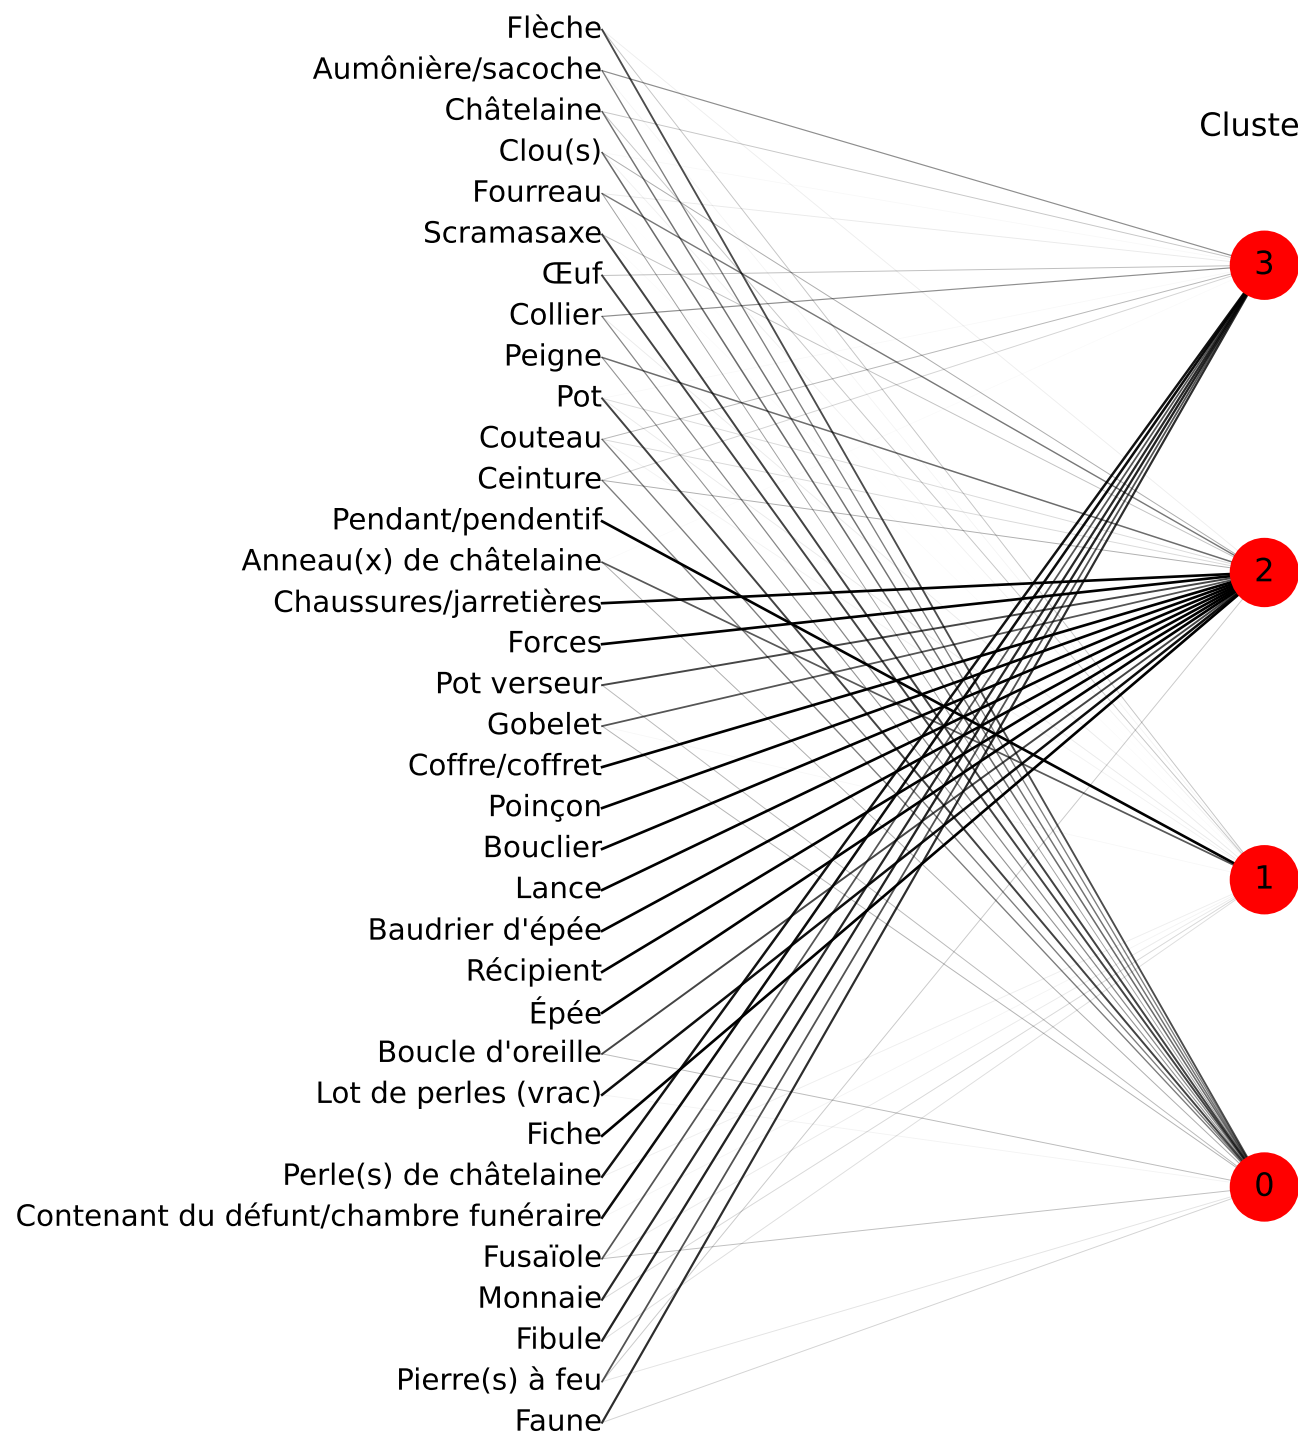 Flèche
Aumônière/sacoche
Châtelaine
Cluste
Clou(s)
Fourreau
Scramasaxe
3
Œuf
Collier
Peigne
Pot
Couteau
Ceinture
Pendant/pendentif
Anneau(x) de châtelaine
2
Chaussures/jarretières
Forces
Pot verseur
Gobelet
Coffre/coffret
Poinçon
Bouclier
1
Lance
Baudrier d'épée
Récipient
Épée
Boucle d'oreille
Lot de perles (vrac)
Fiche
Perle(s) de châtelaine
0
Contenant du défunt/chambre funéraire
Fusaïole
Monnaie
Fibule
Pierre(s) à feu
Faune